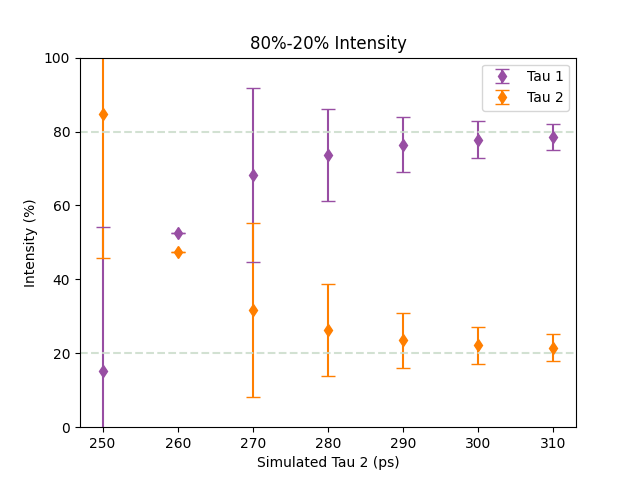 80%-20% Intensity
Tau 1
Tau 2
100
80
60
40
20
0
Intensity (%)
250 260 270 280 290 300 310
Simulated Tau 2 (ps)